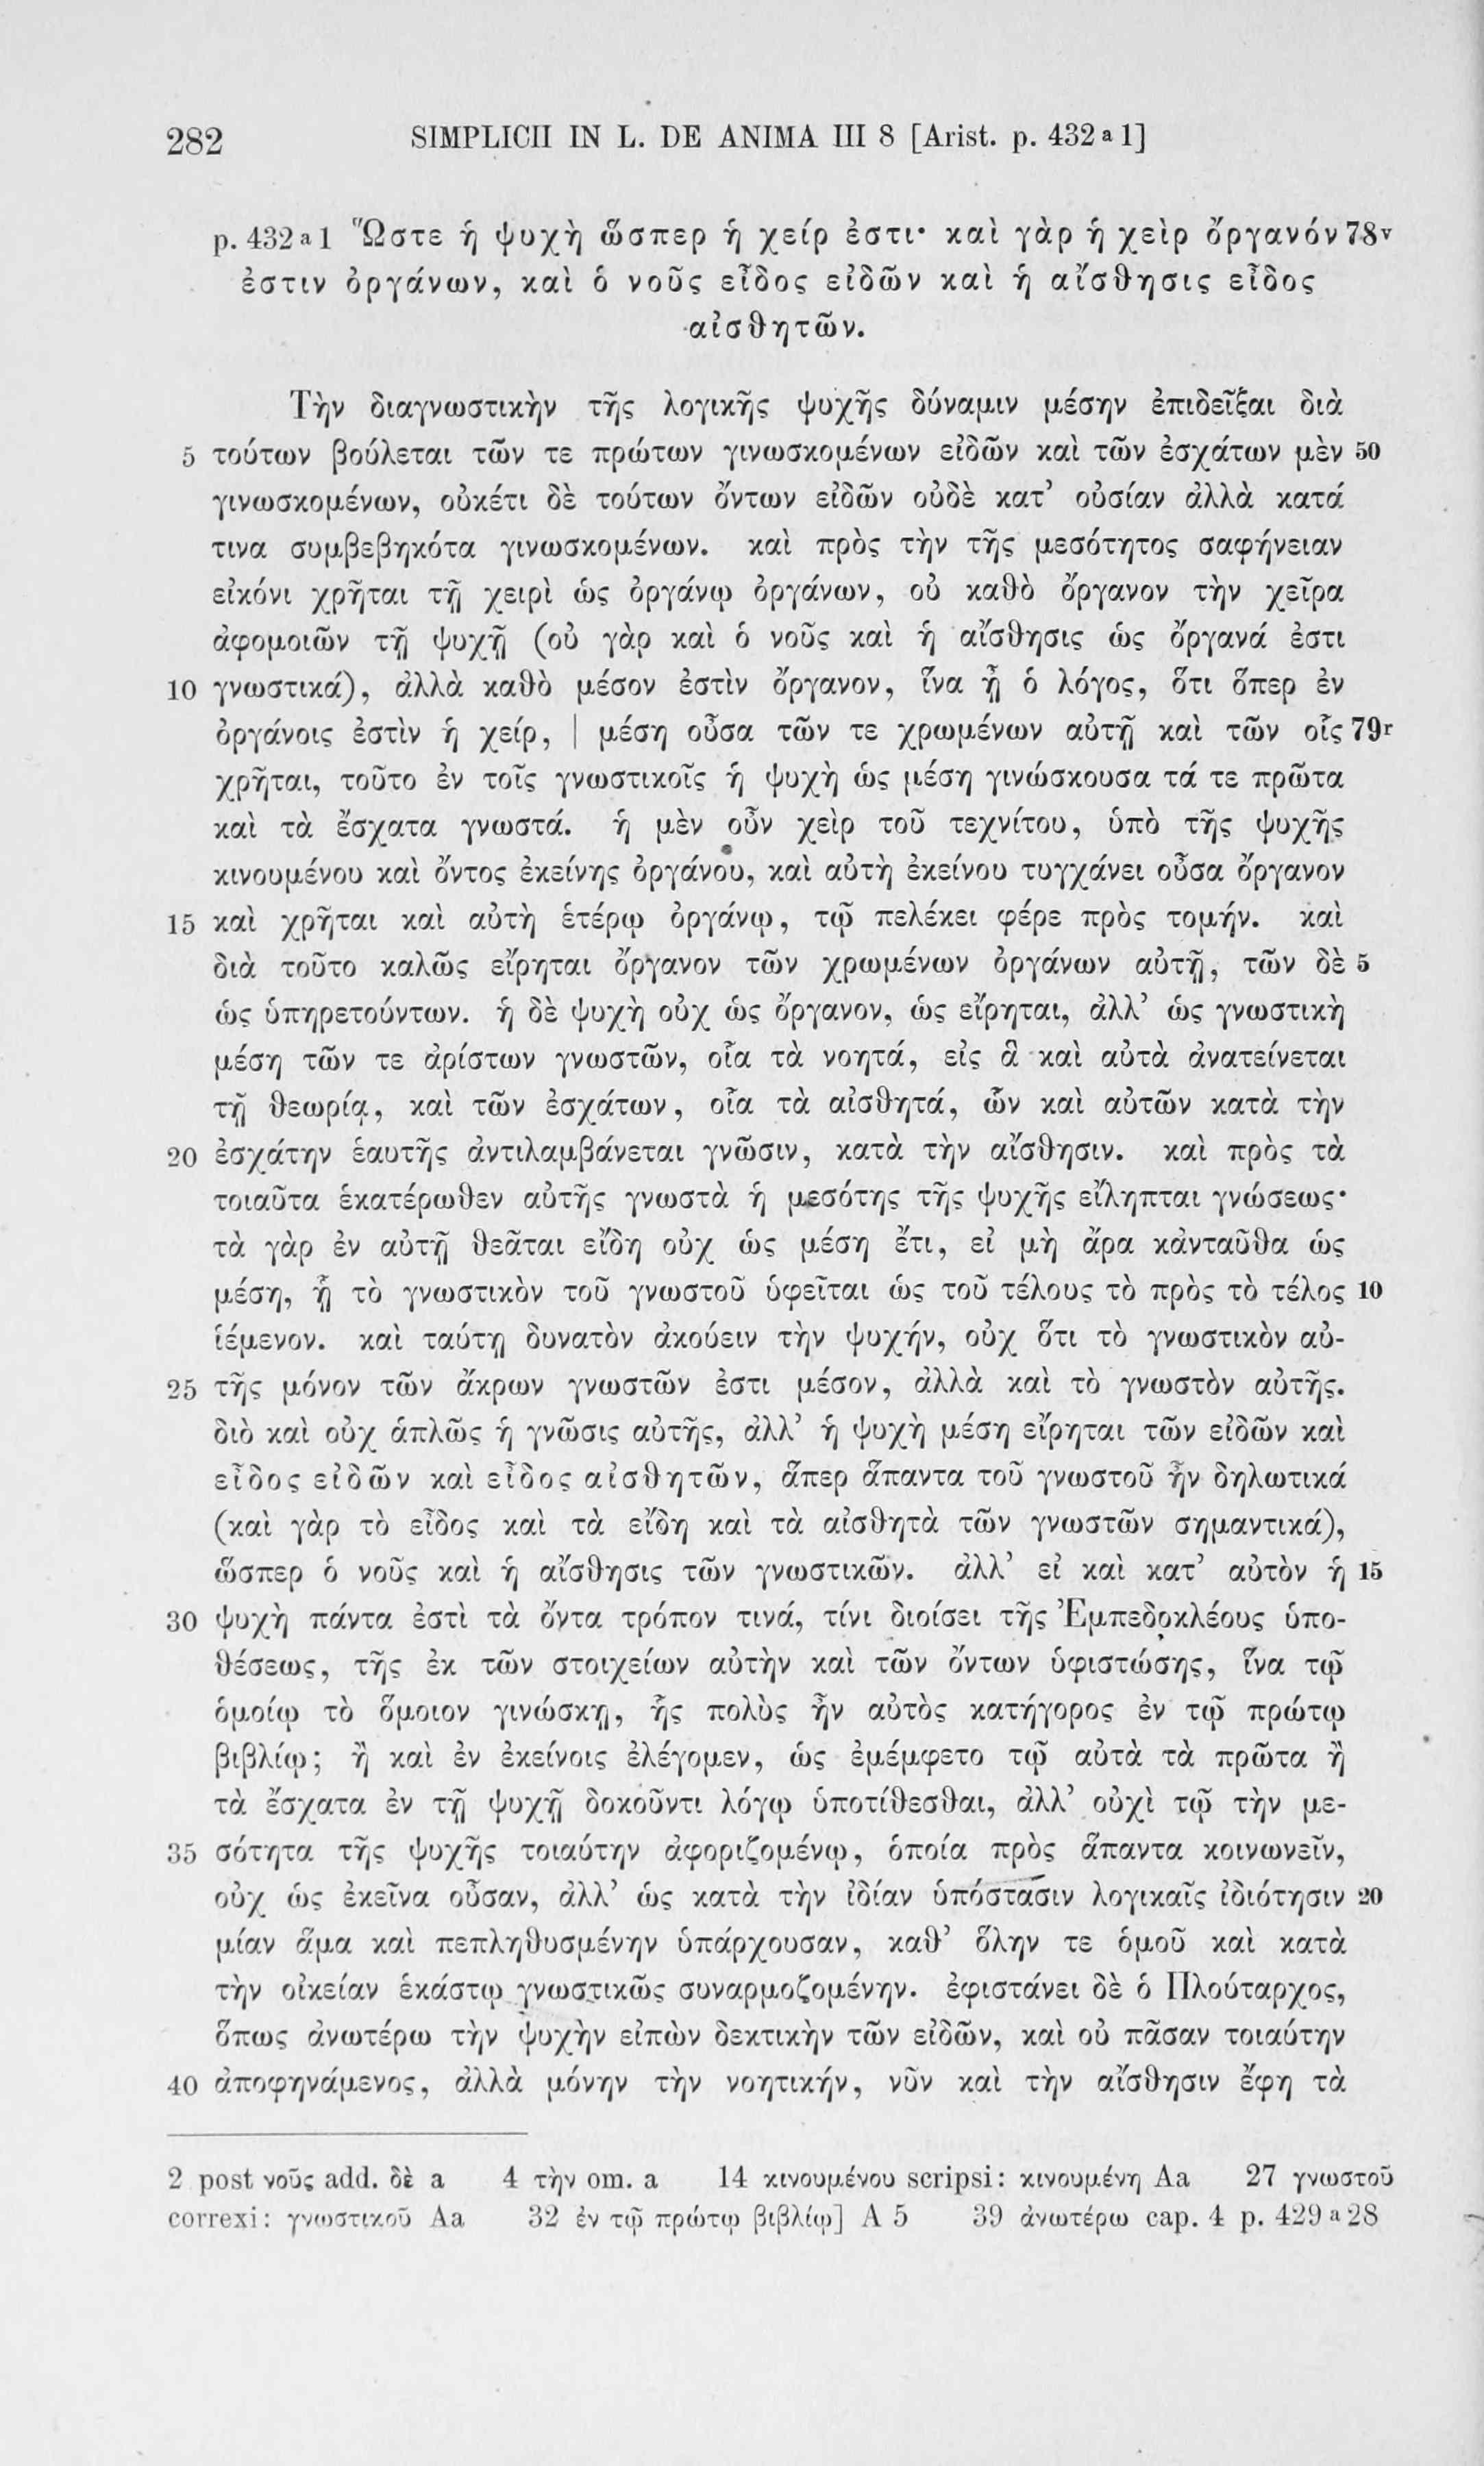 282 SIMPLICII IN L. DE ANIMA III 8 [Arist. p. 432 a 1]
p. 432 a 1 Ὥστε ἡ ψυχὴ ὥσπερ ἡ χείρ ἐστι· καὶ γὰρ ἡ χεὶρ ὄργανόν 78v
ἐστιν ὀργάνων, καὶ ὁ νοῦς εἶδος εἰδῶν καὶ ἡ αἴσθησις εἶδος
αἰσθητῶν.
Τὴν διαγνωστικὴν τῆς λογικῆς ψυχῆς δύναμιν μέσην ἐπιδεῖξαι διὰ
5 τούτων βούλεται τῶν τε πρώτων γινωσκομένων εἰδῶν καὶ τῶν ἐσχάτων μὲν 50
γινωσκομένων, οὐκέτι δὲ τούτων ὄντων εἰδῶν οὐδὲ κατ’ οὐσίαν ἀλλὰ κατά
τινα συμβεβηκότα γινωσκομένων. καὶ πρὸς τὴν τῆς μεσότητος σαφήνειαν
εἰκόνι χρῆται τῇ χειρὶ ὡς ὀργάνῳ ὀργάνων, οὐ καθὸ ὄργανον τὴν χεῖρα
ἀφομοιῶν τῇ ψυχῇ (οὐ γὰρ καὶ ὁ νοῦς καὶ ἡ αἴσθησις ὡς ὄργανά ἐστι
10 γνωστικά), ἀλλὰ καθὸ μέσον ἐστὶν ὄργανον, ἵνα ᾖ ὁ λόγος, ὅτι ὅπερ ἐν
ὀργάνοις ἐστὶν ἡ χείρ, | μέση οὖσα τῶν τε χρωμένων αὐτῇ καὶ τῶν οἷς 79r
χρῆται, τοῦτο ἐν τοῖς γνωστικοῖς ἡ ψυχὴ ὡς μέση γινώσκουσα τά τε πρῶτα
καὶ τὰ ἔσχατα γνωστά. ἡ μὲν οὖν χεὶρ τοῦ τεχνίτου, ὑπὸ τῆς ψυχῆς
κινουμένου καὶ ὄντος ἐκείνης ὀργάνου, καὶ αὐτὴ ἐκείνου τυγχάνει οὖσα ὄργανον
15 καὶ χρῆται καὶ αὐτὴ ἑτέρῳ ὀργάνῳ, τῷ πελέκει φέρε πρὸς τομήν. καὶ
διὰ τοῦτο καλῶς εἴρηται ὄργανον τῶν χρωμένων ὀργάνων αὐτῇ, τῶν δὲ 5
ὡς ὑπηρετούντων. ἡ δὲ ψυχὴ οὐχ ὡς ὄργανον, ὡς εἴρηται, ἀλλ’ ὡς γνωστικὴ
μέση τῶν τε ἀρίστων γνωστῶν, οἷα τὰ νοητά, εἰς ἃ καὶ αὐτὰ ἀνατείνεται
τῇ θεωρίᾳ, καὶ τῶν ἐσχάτων, οἷα τὰ αἰσθητά, ὧν καὶ αὐτῶν κατὰ τὴν
20 ἐσχάτην ἑαυτῆς ἀντιλαμβάνεται γνῶσιν, κατὰ τὴν αἴσθησιν. καὶ πρὸς τὰ
τοιαῦτα ἑκατέρωθεν αὐτῆς γνωστὰ ἡ μεσότης τῆς ψυχῆς εἴληπται γνώσεως·
τὰ γὰρ ἐν αὐτῇ θεᾶται εἴδη οὐχ ὡς μέση ἔτι, εἰ μὴ ἄρα κἀνταῦθα ὡς
μέση, ᾗ τὸ γνωστικὸν τοῦ γνωστοῦ ὑφεῖται ὡς τοῦ τέλους τὸ πρὸς τὸ τέλος 10
ἱέμενον. καὶ ταύτῃ δυνατὸν ἀκούειν τὴν ψυχήν, οὐχ ὅτι τὸ γνωστικὸν αὐ-
25 τῆς μόνον τῶν ἄκρων γνωστῶν ἐστι μέσον, ἀλλὰ καὶ τὸ γνωστὸν αὐτῆς.
διὸ καὶ οὐχ ἁπλῶς ἡ γνῶσις αὐτῆς, ἀλλ’ ἡ ψυχὴ μέση εἴρηται τῶν εἰδῶν καὶ
εἶδος εἰδῶν καὶ εἶδος αἰσθητῶν, ἅπερ ἅπαντα τοῦ γνωστοῦ ἦν δηλωτικά
(καὶ γὰρ τὸ εἶδος καὶ τὰ εἴδη καὶ τὰ αἰσθητὰ τῶν γνωστῶν σημαντικά),
ὥσπερ ὁ νοῦς καὶ ἡ αἴσθησις τῶν γνωστικῶν. ἀλλ’ εἰ καὶ κατ’ αὐτὸν ἡ 15
30 ψυχὴ πάντα ἐστὶ τὰ ὄντα τρόπον τινά, τίνι διοίσει τῆς Ἐμπεδοκλέους ὑπο-
θέσεως, τῆς ἐκ τῶν στοιχείων αὐτὴν καὶ τῶν ὄντων ὑφιστώσης, ἵνα τῷ
ὁμοίῳ τὸ ὅμοιον γινώσκῃ, ἧς πολὺς ἦν αὐτὸς κατήγορος ἐν τῷ πρώτῳ
βιβλίῳ; ἢ καὶ ἐν ἐκείνοις ἐλέγομεν, ὡς ἐμέμφετο τῷ αὐτὰ τὰ πρῶτα ἢ
τὰ ἔσχατα ἐν τῇ ψυχῇ δοκοῦντι λόγῳ ὑποτίθεσθαι, ἀλλ’ οὐχὶ τῷ τὴν με-
35 σότητα τῆς ψυχῆς τοιαύτην ἀφοριζομένῳ, ὁποία πρὸς ἅπαντα κοινωνεῖν,
οὐχ ὡς ἐκεῖνα οὖσαν, ἀλλ’ ὡς κατὰ τὴν ἰδίαν ὑπόστασιν λογικαῖς ἰδιότησιν 20
μίαν ἅμα καὶ πεπληθυσμένην ὑπάρχουσαν, καθ’ ὅλην τε ὁμοῦ καὶ κατὰ
τὴν οἰκείαν ἑκάστῳ γνωστικῶς συναρμοζομένην. ἐφιστάνει δὲ ὁ Πλούταρχος,
ὅπως ἀνωτέρω τὴν ψυχὴν εἰπὼν δεκτικὴν τῶν εἰδῶν, καὶ οὐ πᾶσαν τοιαύτην
40 ἀποφηνάμενος, ἀλλὰ μόνην τὴν νοητικήν, νῦν καὶ τὴν αἴσθησιν ἔφη τὰ
2 post νοῦς add. δὲ a 4 τὴν om. a 14 κινουμένου scripsi: κινουμένη Aa 27 γνωστοῦ
correxi: γνωστικοῦ Aa 32 ἐν τῷ πρώτῳ βιβλίῳ] A 5 39 ἀνωτέρω cap. 4 p. 429 a 28